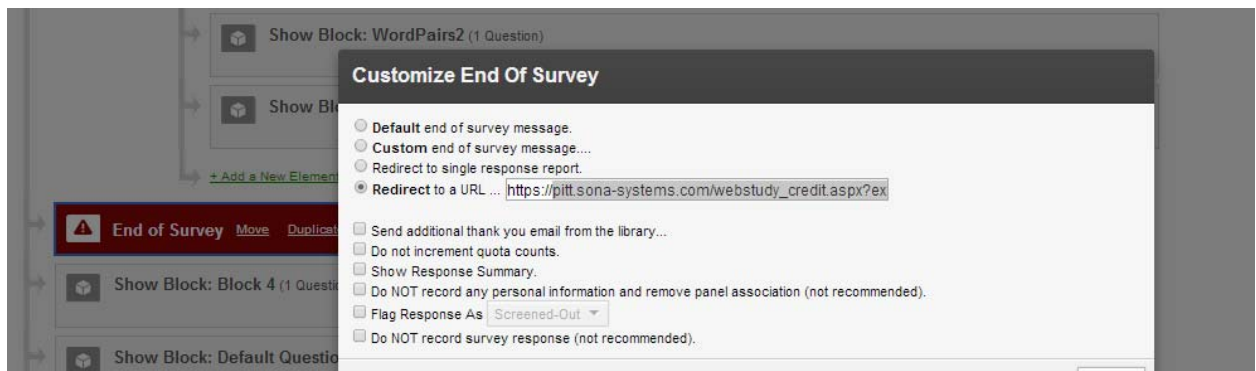 Show Block: WordPairs2 (1 Question)
Customize End Of Survey
Show Blo
Default end of survey message.
Custom end of survey message....
Redirect to single response report.
+ Add a New Element
Redirect to a URL ... https://pitt.sona-systems.com/webstudy_credit.aspx?ex
End of Survey Move Duplicat
Send additional thank you email from the library...
Do not increment quota counts.
Show Response Summary.
Show Block: Block 4 (1 Questi
Do NOT record any personal information and remove panel association (not recommended).
Flag Response As Screened-Out
Do NOT record survey response (not recommended).
Show Block: Default Questio